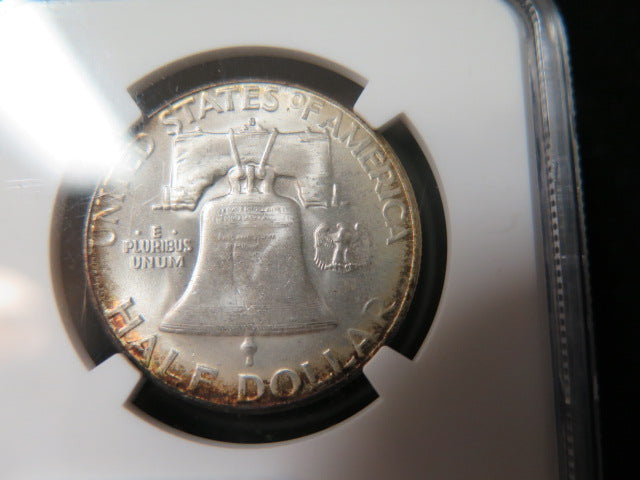 UNITED STATES OF AMERICA
S
· E ·
PLURIBUS
UNUM
HALF DOLLAR